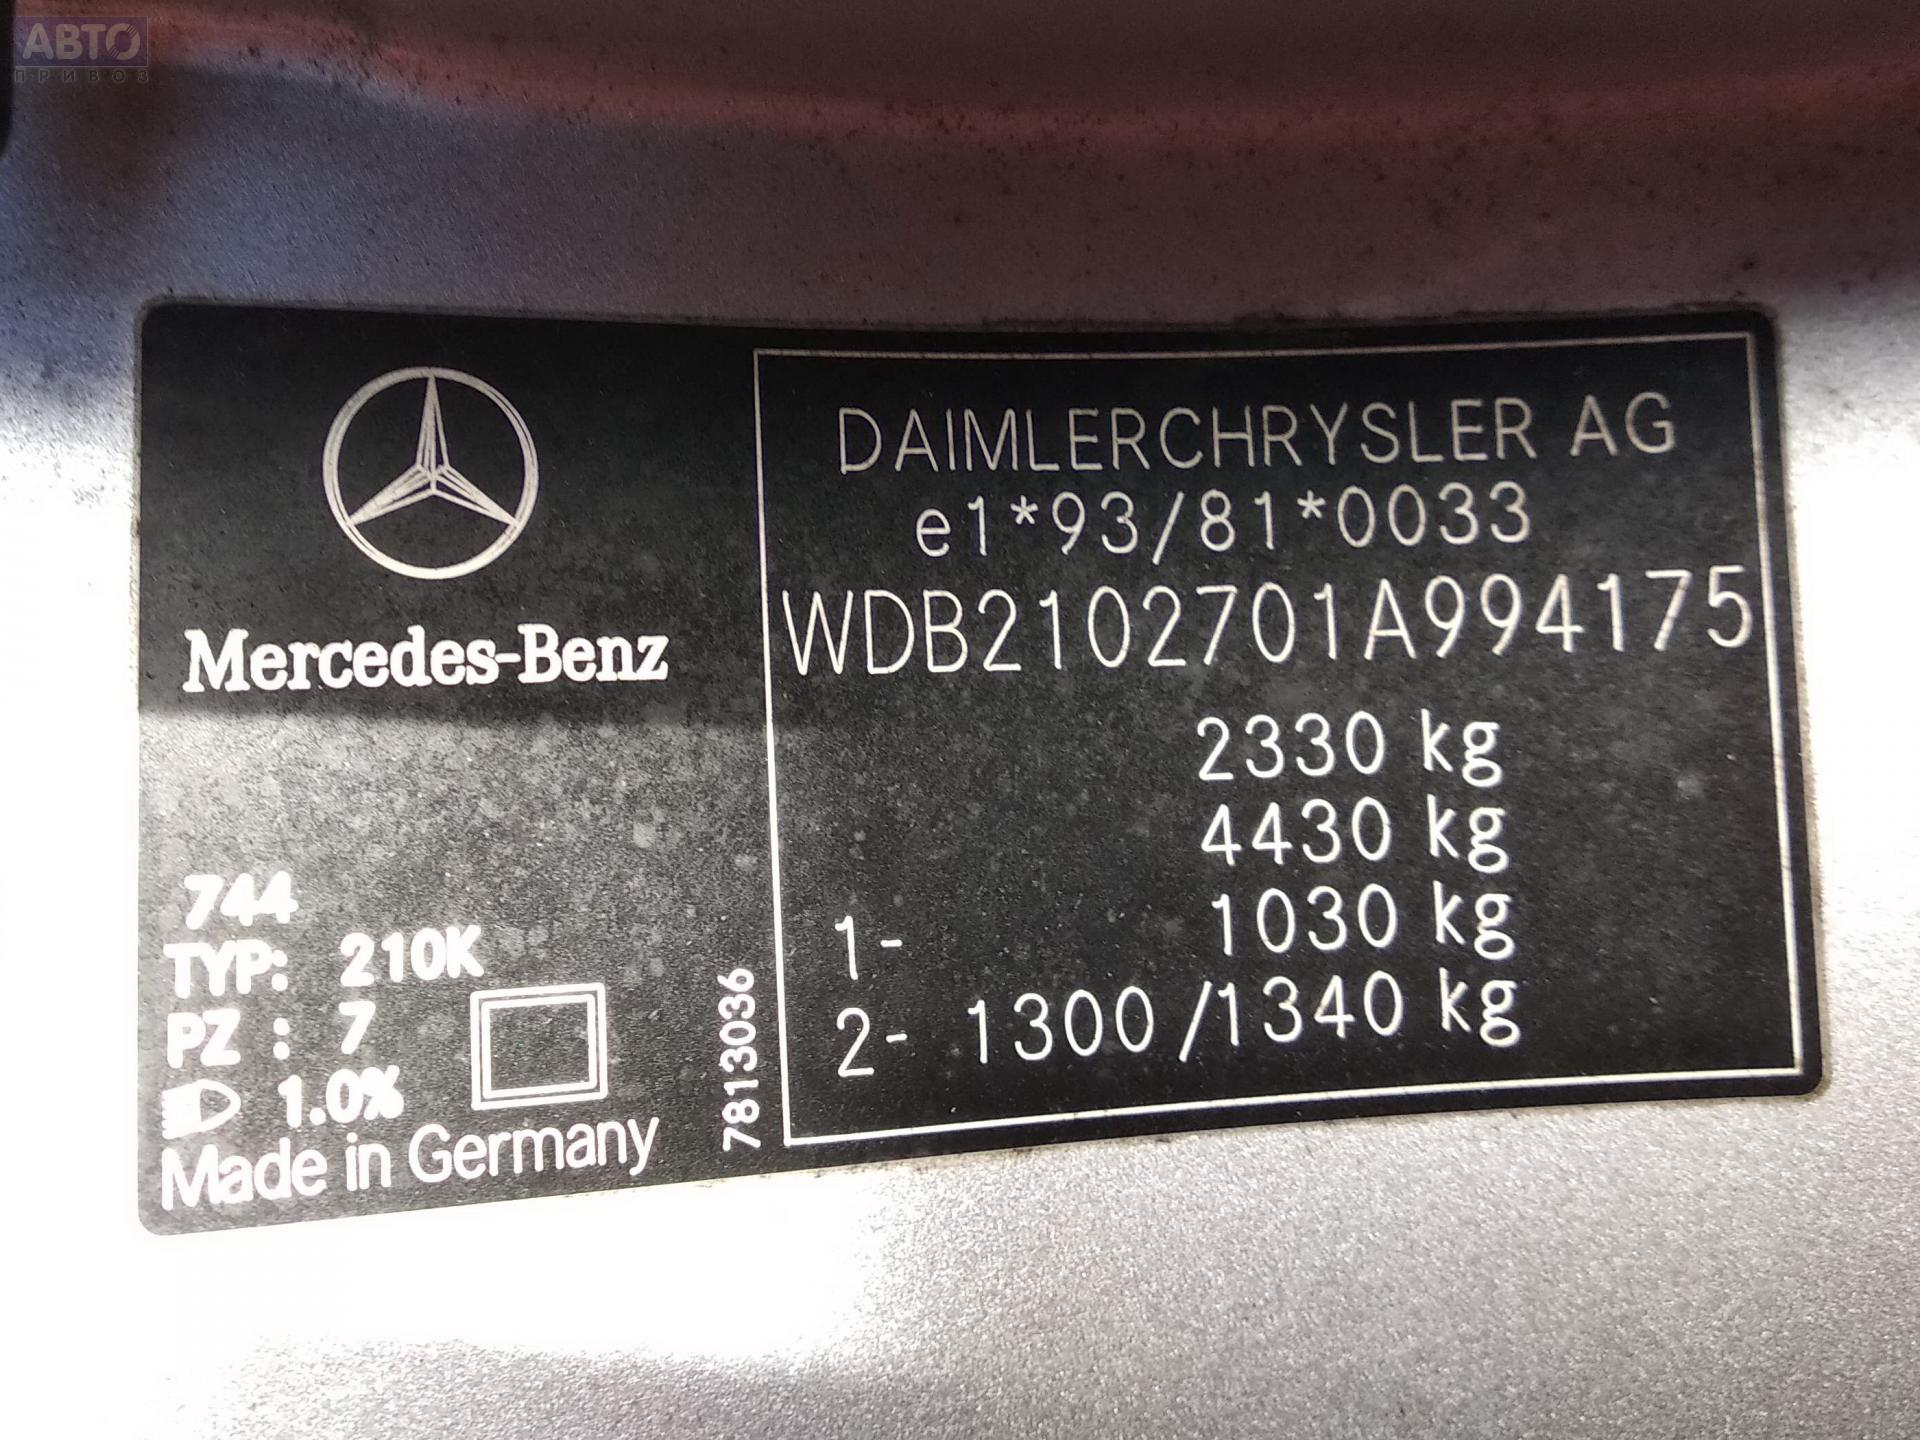 АВТО
ПРИВОЗ
Mercedes-Benz
744
TYP: 210K
PZ : 7
1.0%
Made in Germany
7813036
DAIMLERCHRYSLER AG
e1*93/81*0033
WDB2102701A994175
2330 kg
4430 kg
1- 1030 kg
2- 1300/1340 kg